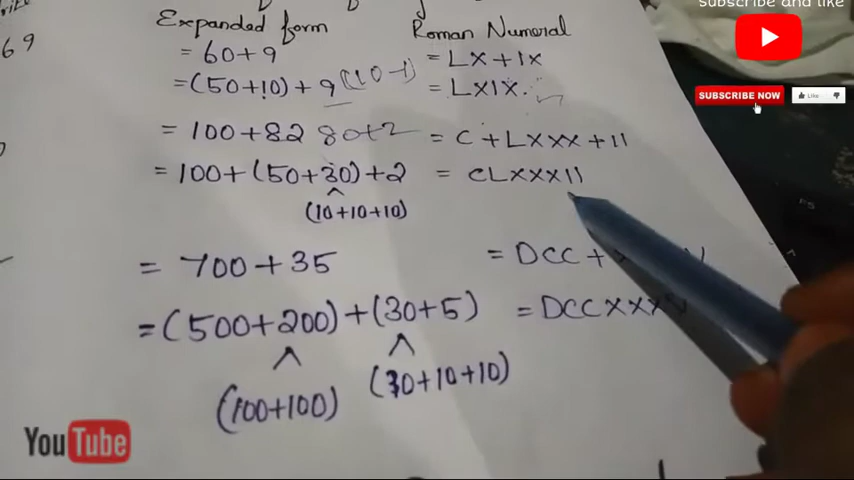 Subscribe and like
Expanded form Roman Numeral
69
= 60+9 = LX + IX
= (50+10) + 9 (10-1) = LXIX.
SUBSCRIBE NOW Like
= 100+82 80+2 = C + LXXX + II
= 100+(50+30)+2 = CLXXXII
(10+10+10)
= 700+35 = DCC +
= (500+200)+(30+5) = DCCXXXV
(100+100) (30+10+10)
YouTube